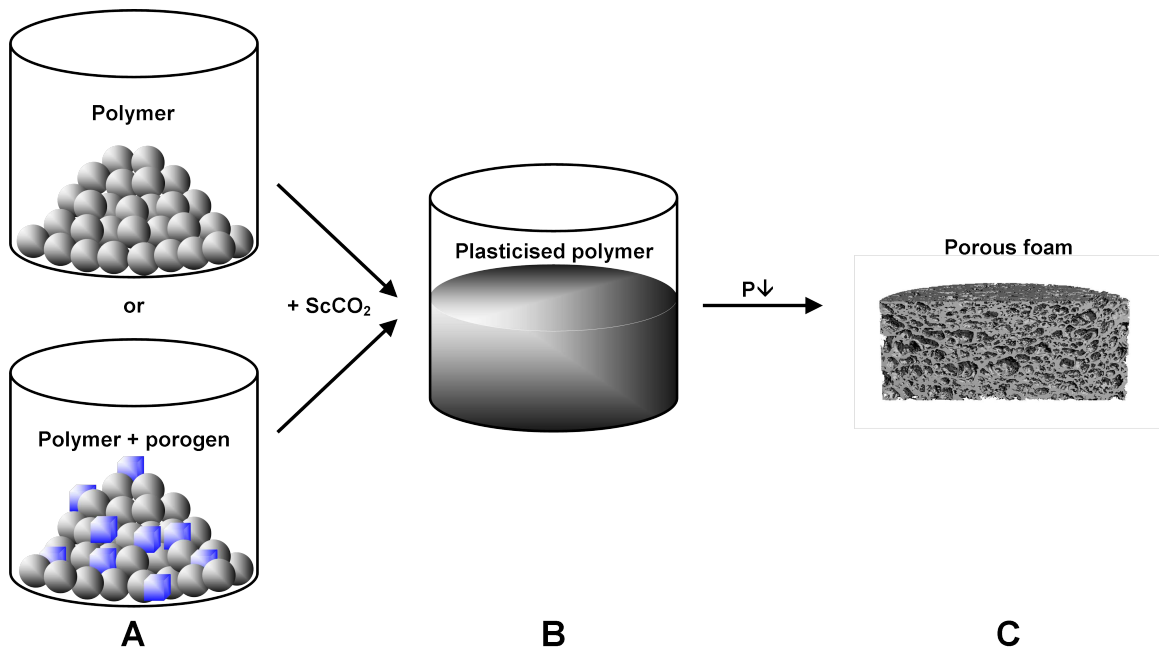 Polymer
or
Polymer + porogen
A
+ ScCO₂
Plasticised polymer
B
P↓
Porous foam
C